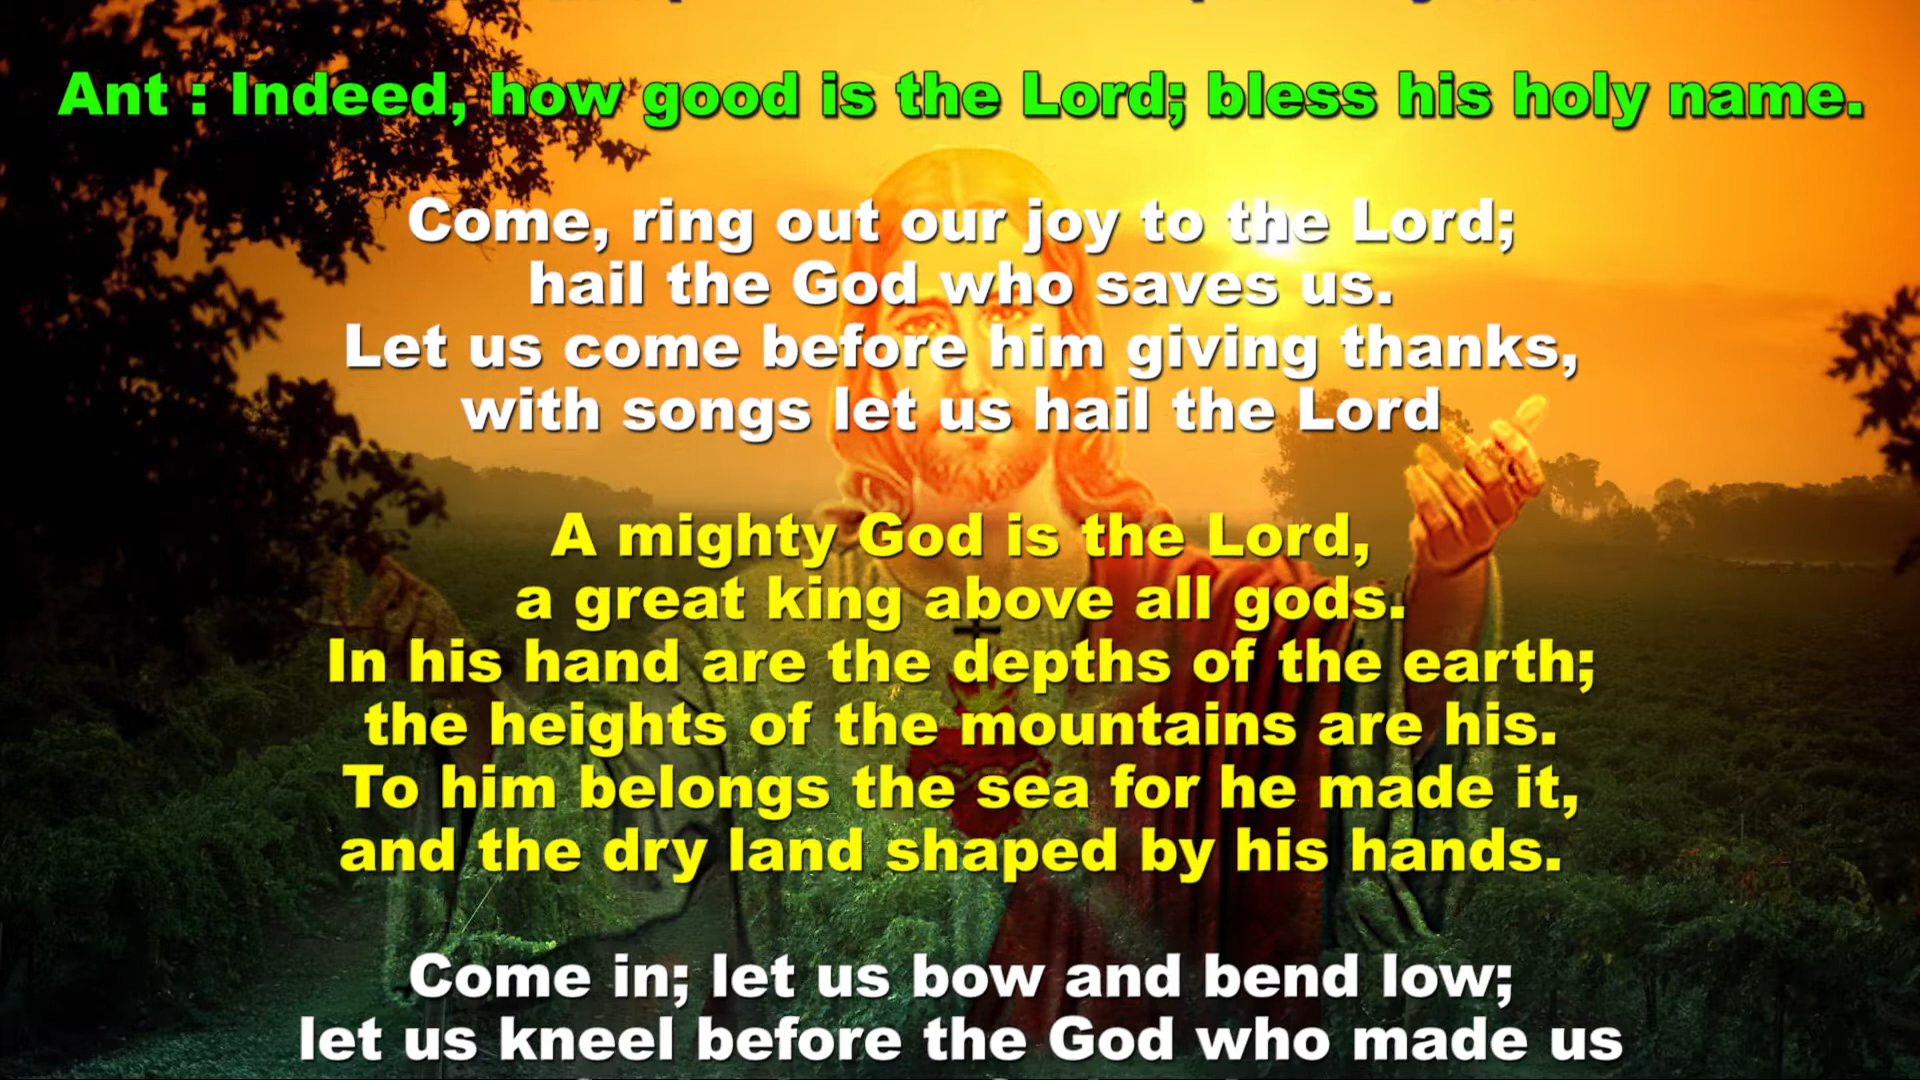 Ant : Indeed, how good is the Lord; bless his holy name.
Come, ring out our joy to the Lord;
hail the God who saves us.
Let us come before him giving thanks,
with songs let us hail the Lord
A mighty God is the Lord,
a great king above all gods.
In his hand are the depths of the earth;
the heights of the mountains are his.
To him belongs the sea for he made it,
and the dry land shaped by his hands.
Come in; let us bow and bend low;
let us kneel before the God who made us